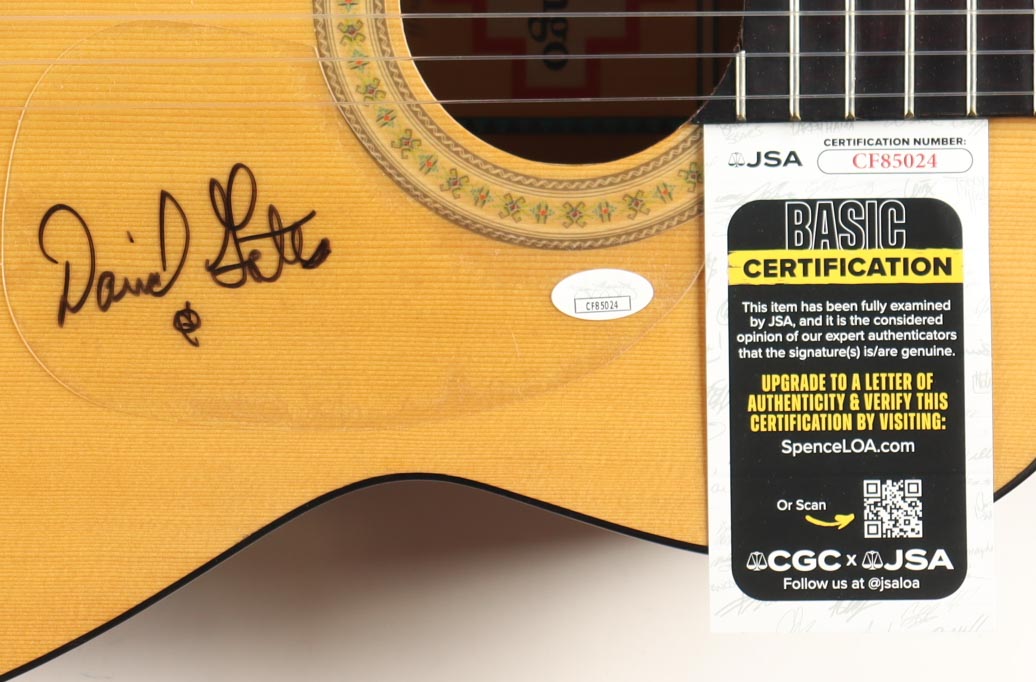 ngo
David Gates
CF85024
JSA
CERTIFICATION NUMBER:
CF85024
BASIC
CERTIFICATION
This item has been fully examined
by JSA, and it is the considered
opinion of our expert authenticators
that the signature(s) is/are genuine.
UPGRADE TO A LETTER OF
AUTHENTICITY & VERIFY THIS
CERTIFICATION BY VISITING:
SpenceLOA.com
Or Scan
CGC x JSA
Follow us at @jsaloa